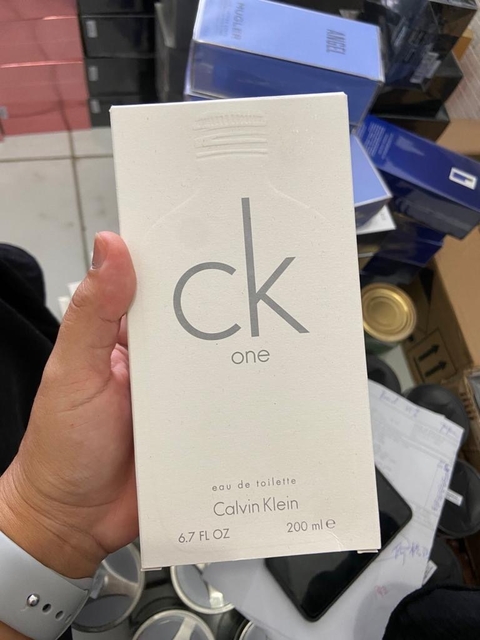 MUGLER
ANGEL
ck
one
eau de toilette
Calvin Klein
6.7 FL OZ
200 ml e